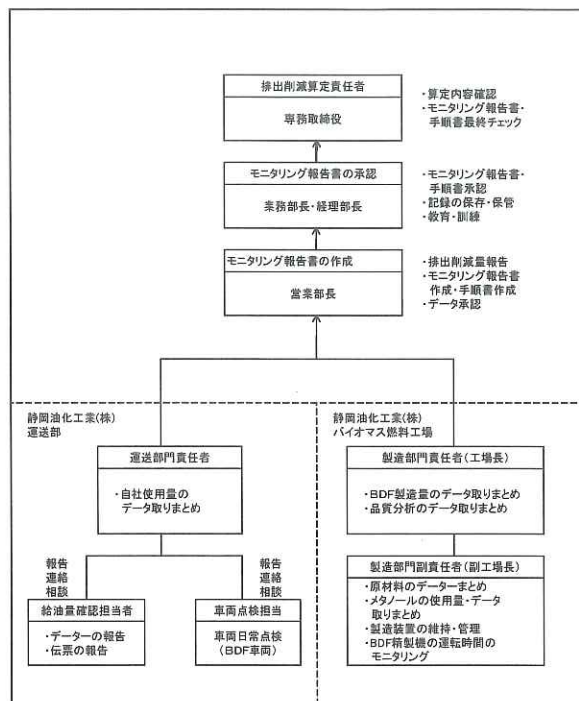 排出削減算定責任者
専務取締役
・算定内容確認
・モニタリング報告書・
手順書最終チェック
モニタリング報告書の承認
業務部長・経理部長
・モニタリング報告書・
手順書承認
・記録の保存・保管
・教育・訓練
モニタリング報告書の作成
営業部長
・排出削減量報告
・モニタリング報告書
作成・手順書作成
・データ承認
静岡油化工業(株)
運送部
運送部門責任者
・自社使用量の
データ取りまとめ
報告
連絡
相談
給油量確認担当者
・データーの報告
・伝票の報告
報告
連絡
相談
車両点検担当
車両日常点検
(BDF車両)
静岡油化工業(株)
バイオマス燃料工場
製造部門責任者(工場長)
・BDF製造量のデータ取りまとめ
・品質分析のデータ取りまとめ
製造部門副責任者(副工場長)
・原材料のデーターまとめ
・メタノールの使用量・データ
取りまとめ
・製造装置の維持・管理
・BDF精製機の運転時間の
モニタリング